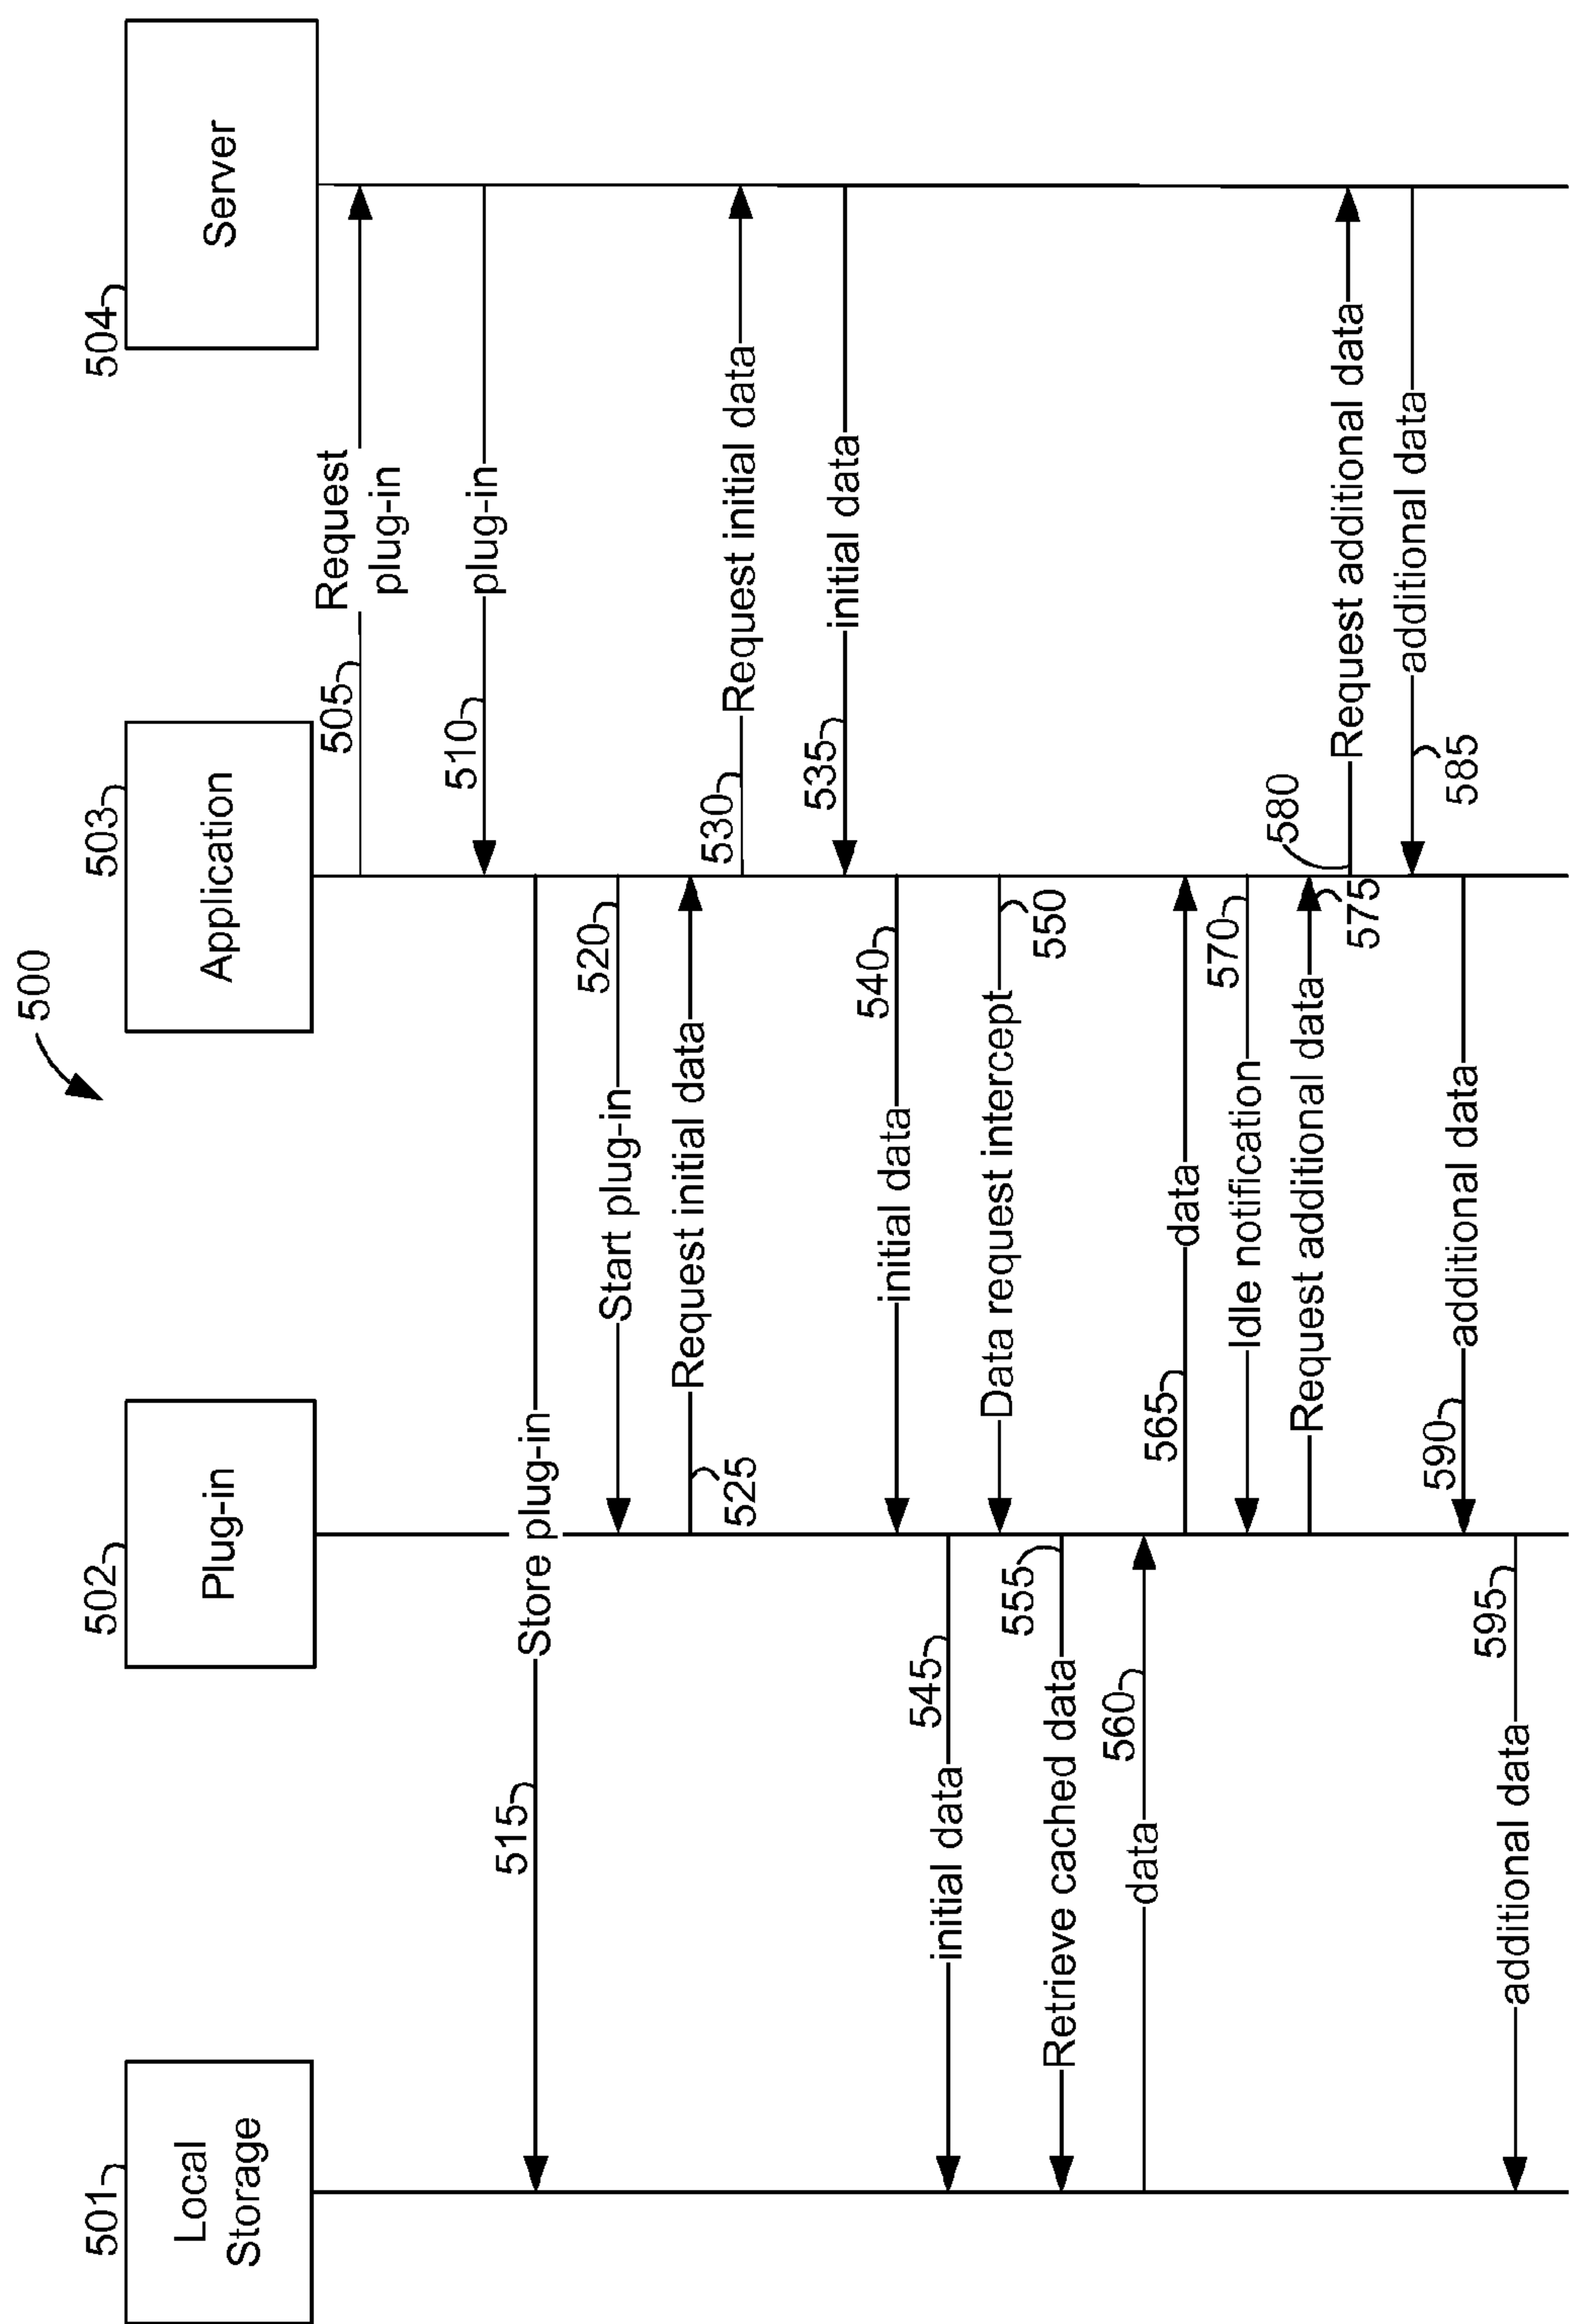 500
501
Local
Storage
502
Plug-in
503
Application
504
Server
505
Request
plug-in
510
plug-in
515
Store plug-in
520
Start plug-in
525
Request initial data
530
Request initial data
535
initial data
540
initial data
545
initial data
550
Data request intercept
555
Retrieve cached data
560
data
565
data
570
Idle notification
575
Request additional data
580
Request additional data
585
additional data
590
additional data
595
additional data